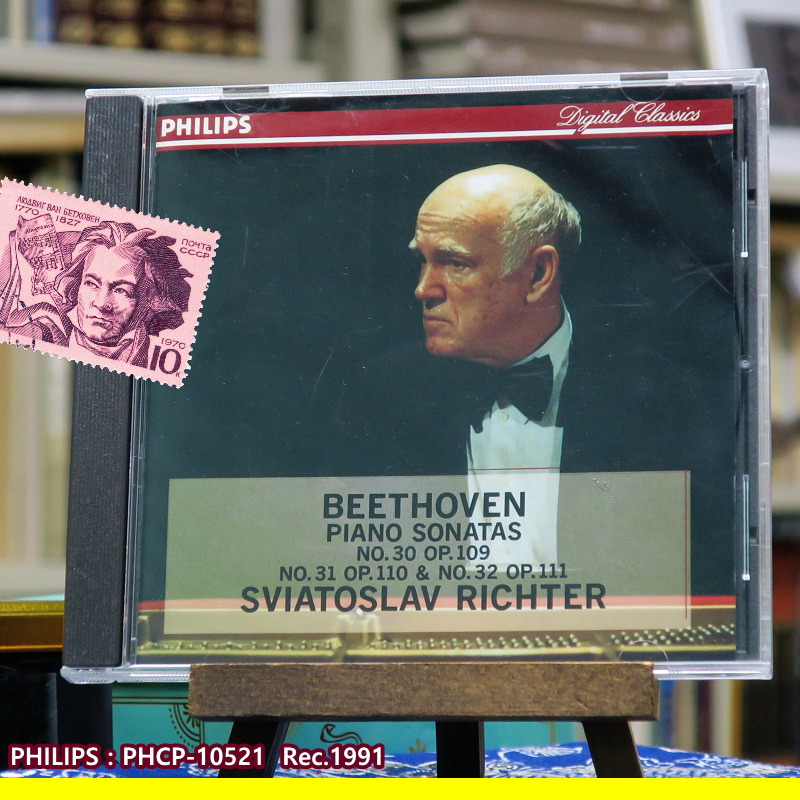 PHILIPS
Digital Classics
ЛЮДВИГ ВАН БЕТХОВЕН
1770 1827
ПОЧТА
СССР
1970
10к
BEETHOVEN
PIANO SONATAS
NO.30 OP.109
NO.31 OP.110 & NO.32 OP.111
SVIATOSLAV RICHTER
PHILIPS : PHCP-10521 Rec.1991